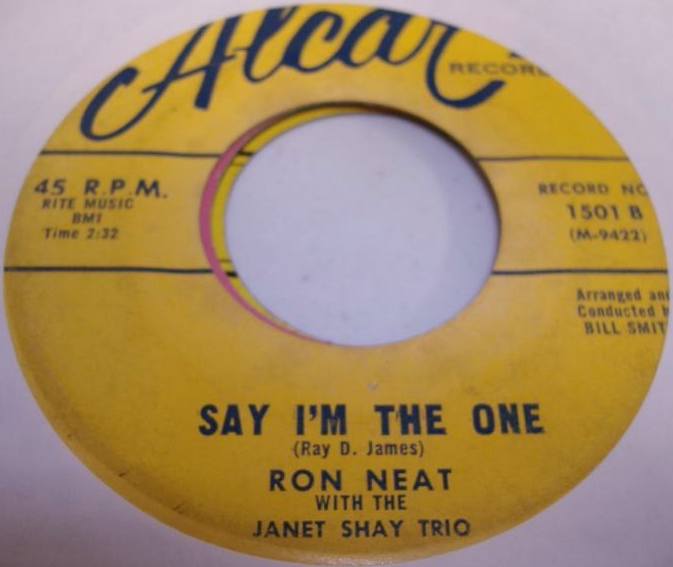 Alcar
RECORD
45 R.P.M.
RITE MUSIC
BMI
Time 2:32
RECORD NO
1501 B
(M-9422)
Arranged and
Conducted
BILL SMIT
SAY I'M THE ONE
(Ray D. James)
RON NEAT
WITH THE
JANET SHAY TRIO